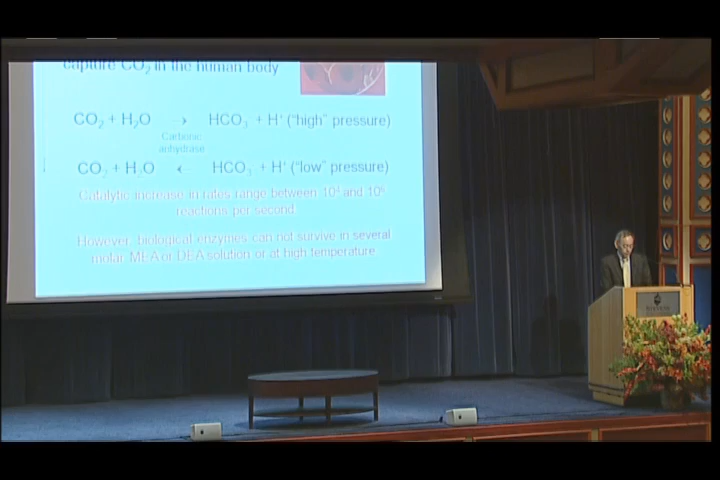 capture CO₂ in the human body
CO₂ + H₂O → HCO₃ + H⁺ ("high" pressure)
Carbonic
anhydrase
CO₂ + H₂O ← HCO₃ + H⁺ ("low" pressure)
Catalytic increase in rates range between 10⁴ and 10⁶
reactions per second.
However, biological enzymes can not survive in several
molar MEA or DEA solution or at high temperature